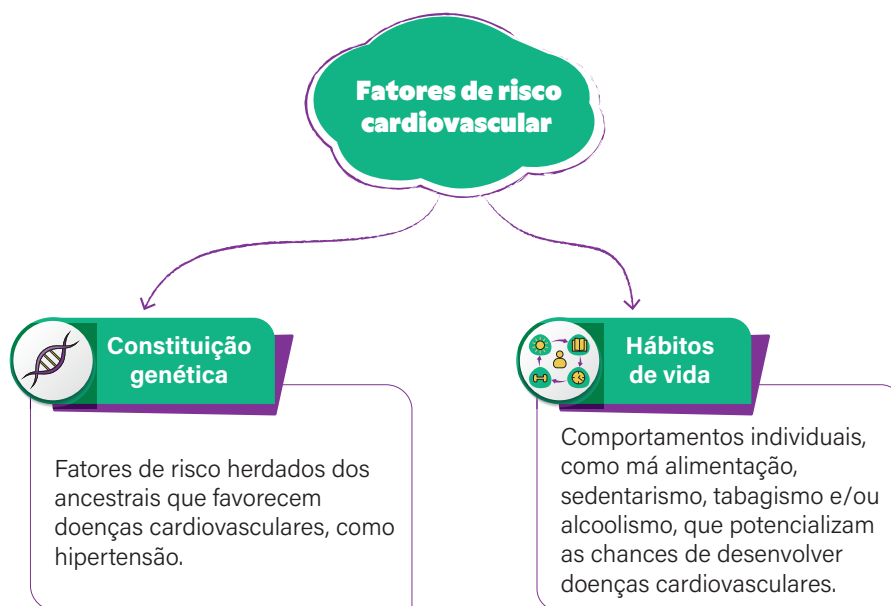 Fatores de risco
cardiovascular
Constituição
genética
Fatores de risco herdados dos
ancestrais que favorecem
doenças cardiovasculares, como
hipertensão.
Hábitos
de vida
Comportamentos individuais,
como má alimentação,
sedentarismo, tabagismo e/ou
alcoolismo, que potencializam
as chances de desenvolver
doenças cardiovasculares.